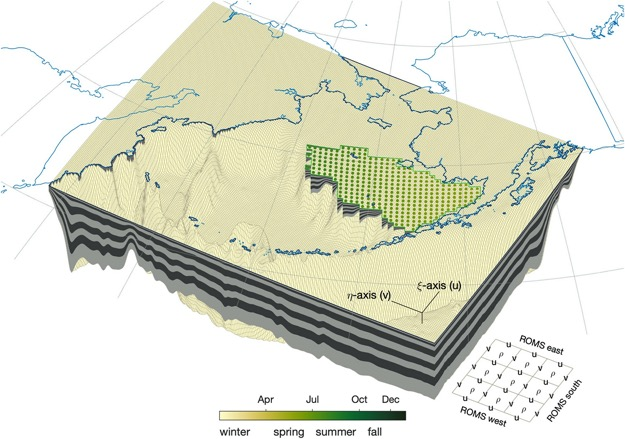 η-axis (v)
ξ-axis (u)
ROMS east
v u u
v ρ ρ u
v u ρ ρ
ROMS south
ROMS west
Apr Jul Oct Dec
winter spring summer fall